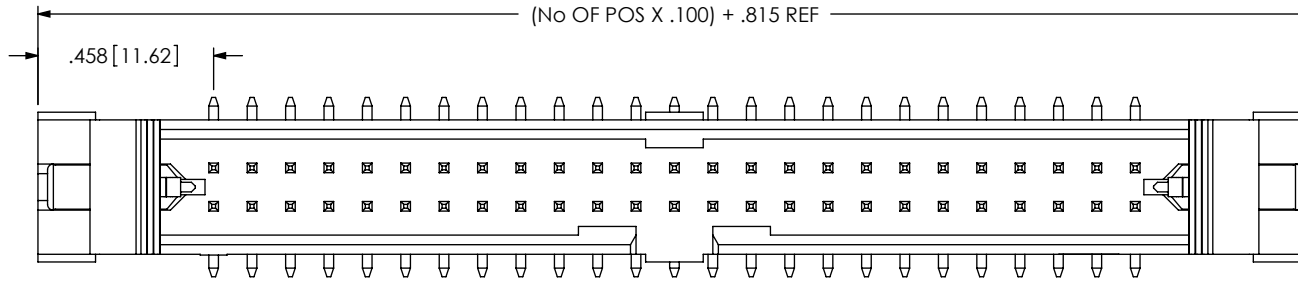 (No OF POS X .100) + .815 REF
.458[11.62]